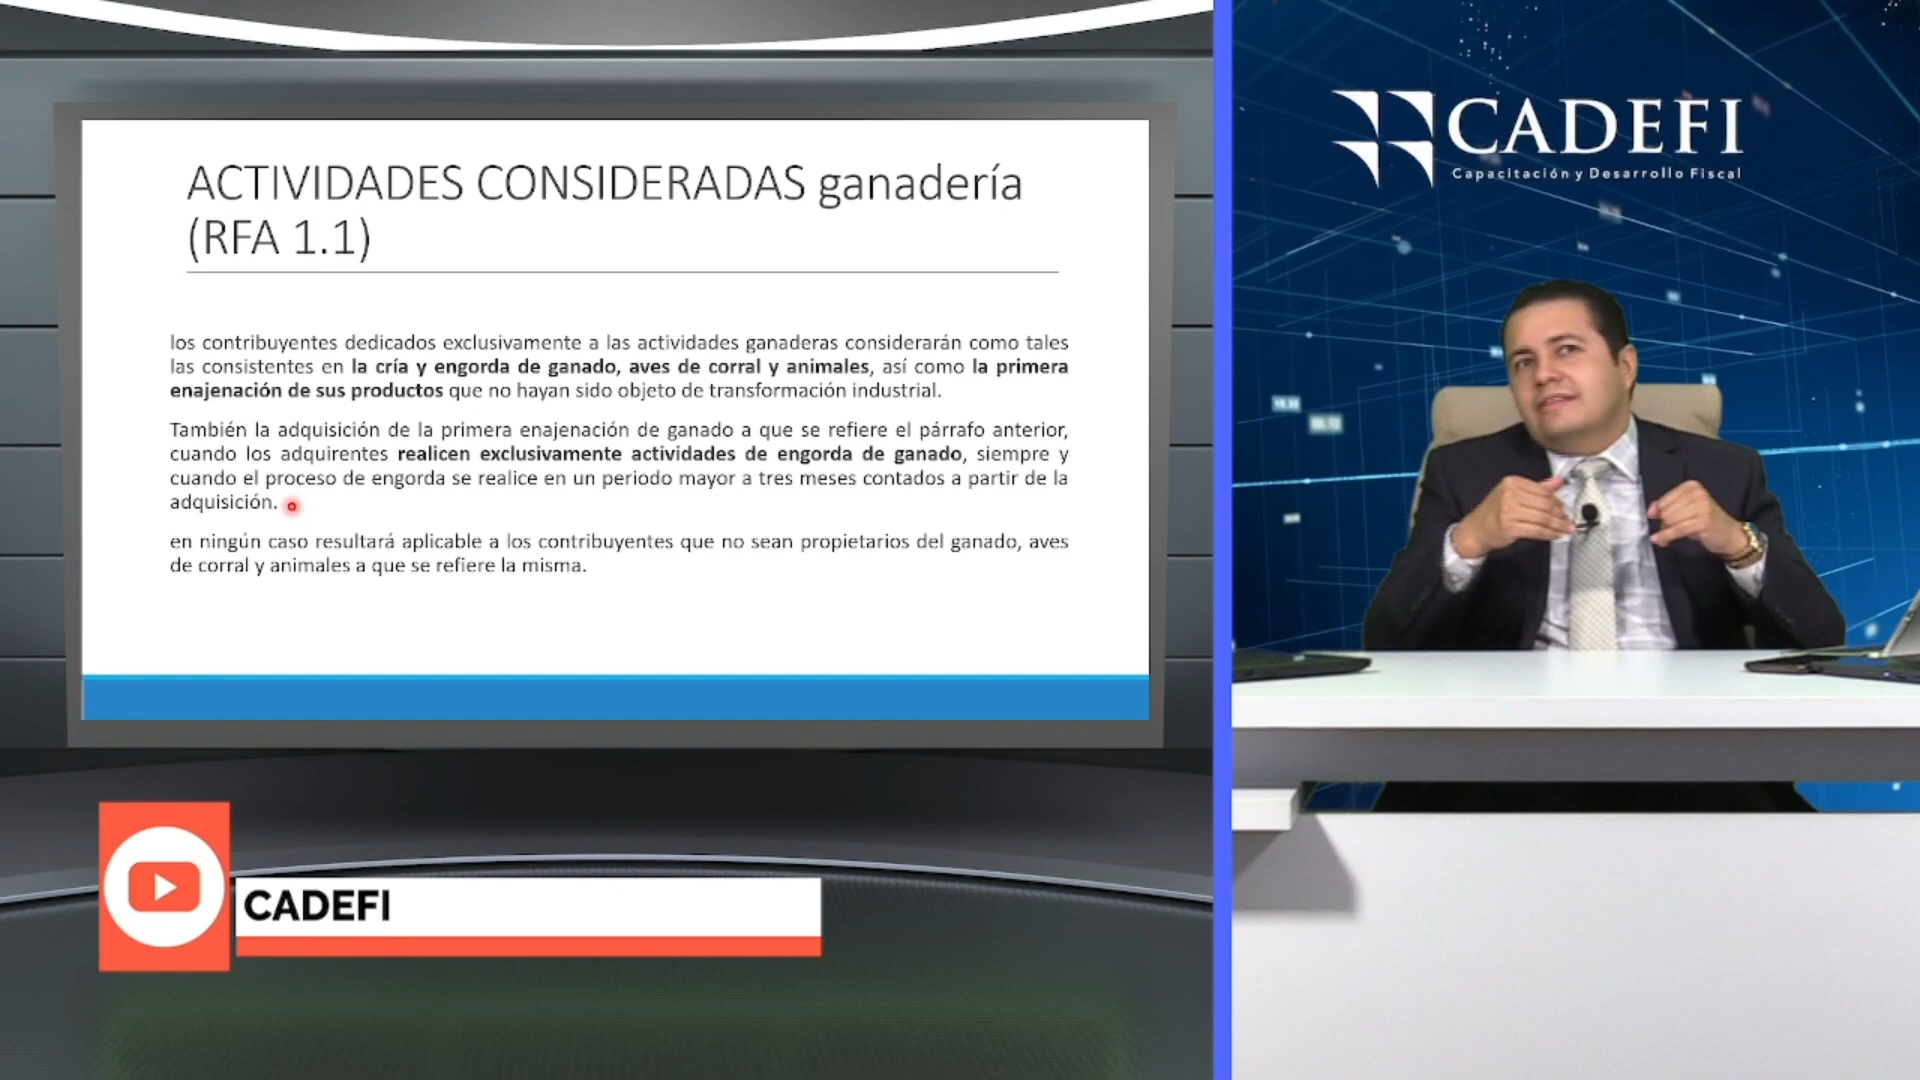 ACTIVIDADES CONSIDERADAS ganadería
(RFA 1.1)
los contribuyentes dedicados exclusivamente a las actividades ganaderas considerarán como tales
las consistentes en la cría y engorda de ganado, aves de corral y animales, así como la primera
enajenación de sus productos que no hayan sido objeto de transformación industrial.
También la adquisición de la primera enajenación de ganado a que se refiere el párrafo anterior,
cuando los adquirentes realicen exclusivamente actividades de engorda de ganado, siempre y
cuando el proceso de engorda se realice en un periodo mayor a tres meses contados a partir de la
adquisición.
en ningún caso resultará aplicable a los contribuyentes que no sean propietarios del ganado, aves
de corral y animales a que se refiere la misma.
CADEFI
CADEFI
Capacitación y Desarrollo Fiscal